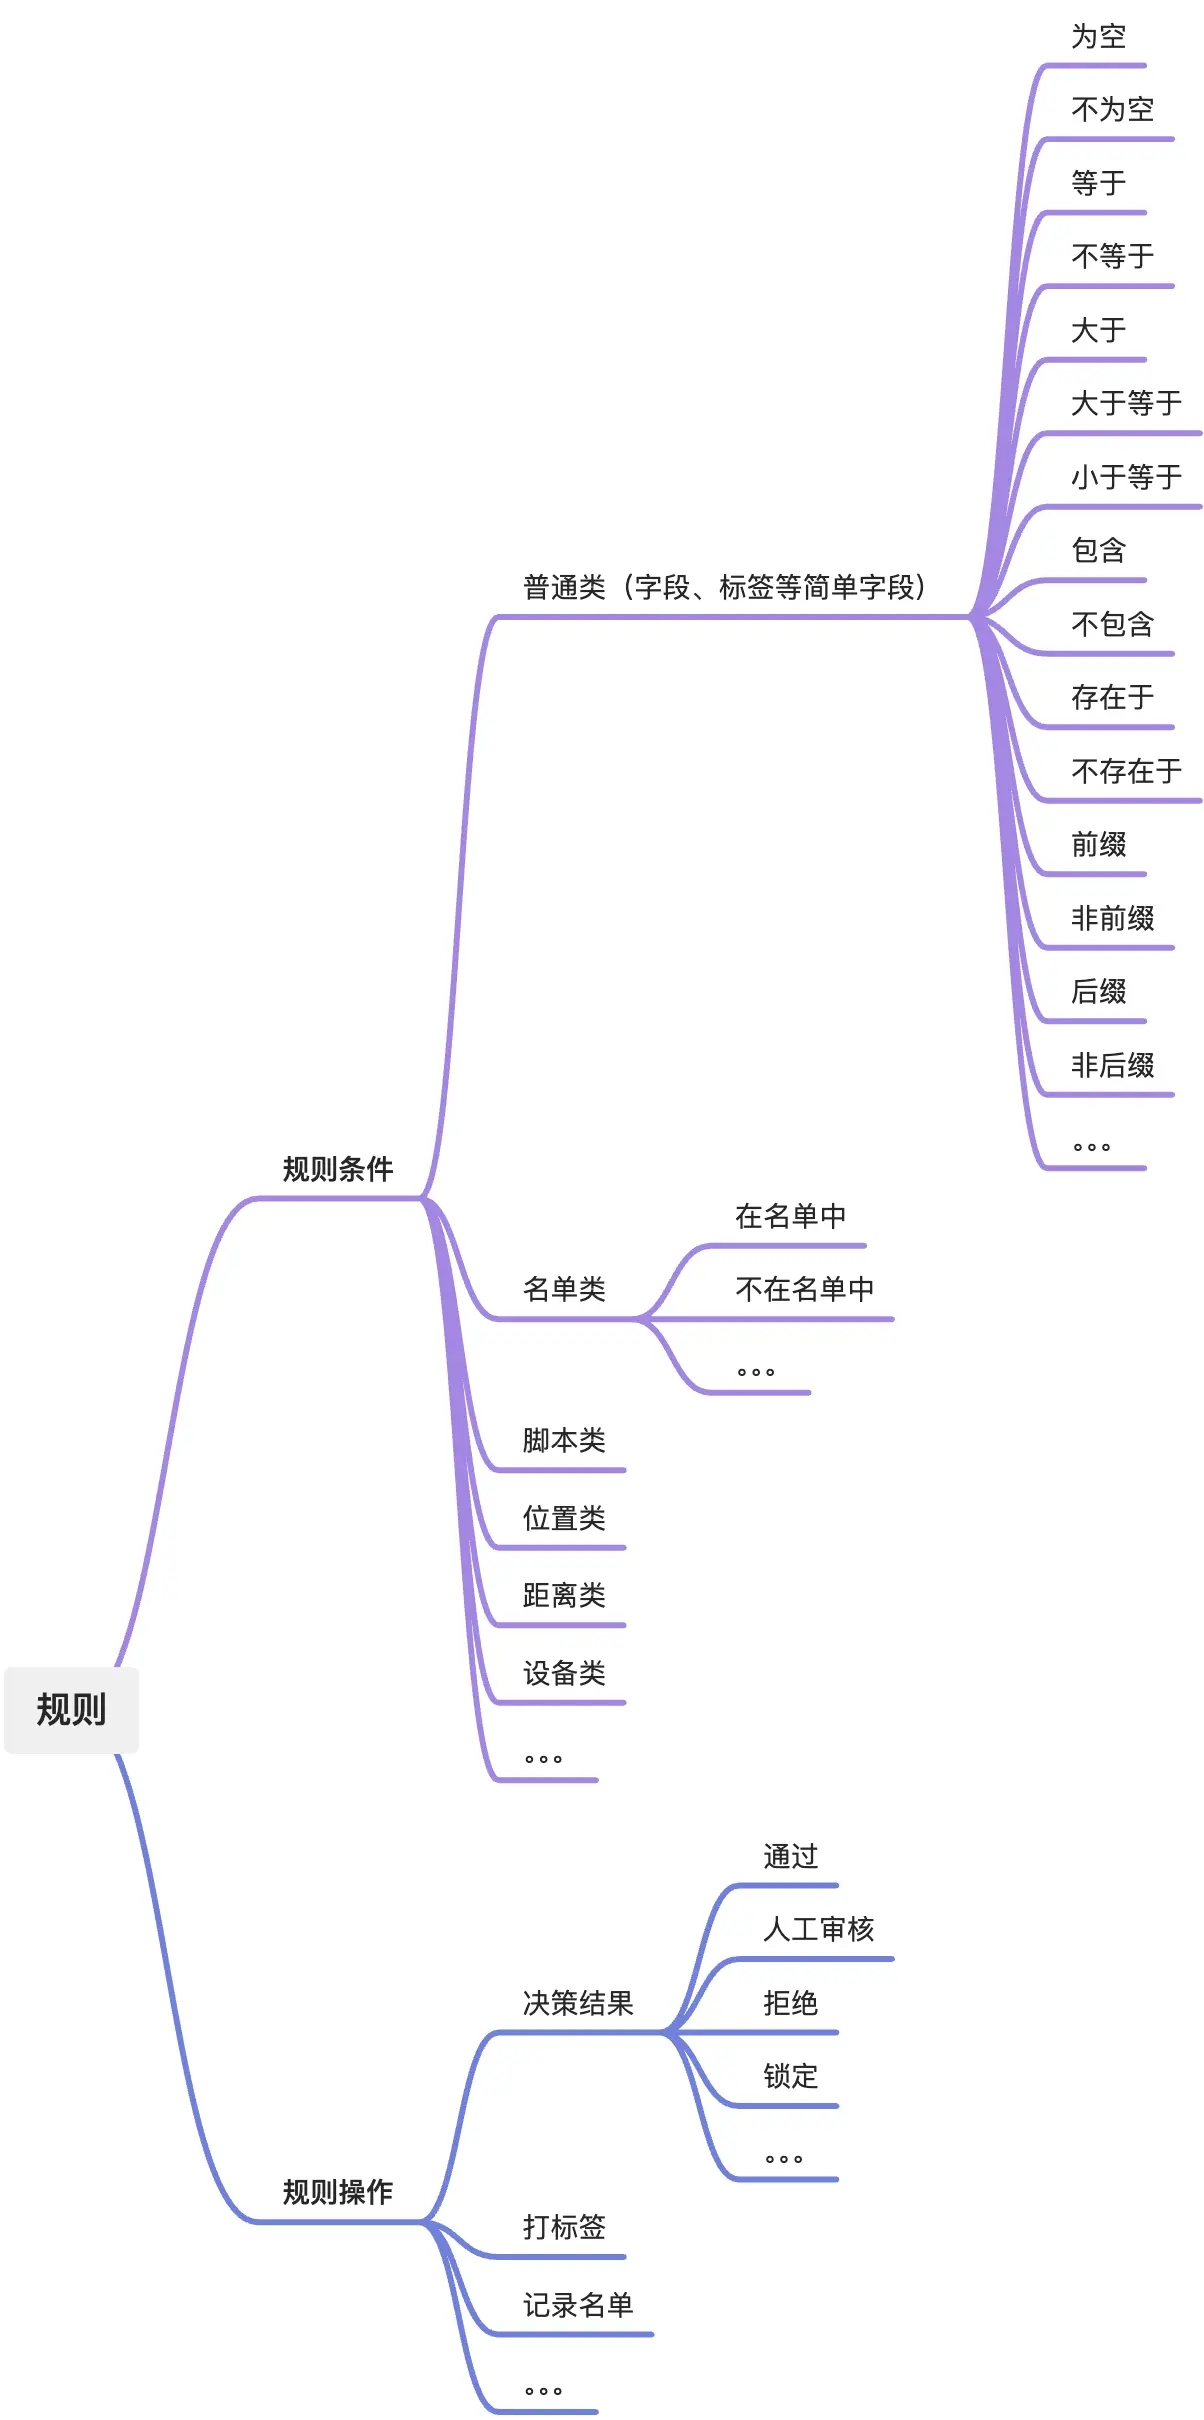 规则
规则条件
普通类（字段、标签等简单字段）
为空
不为空
等于
不等于
大于
大于等于
小于等于
包含
不包含
存在于
不存在于
前缀
非前缀
后缀
非后缀
。。。
名单类
在名单中
不在名单中
。。。
脚本类
位置类
距离类
设备类
。。。
规则操作
决策结果
通过
人工审核
拒绝
锁定
。。。
打标签
记录名单
。。。